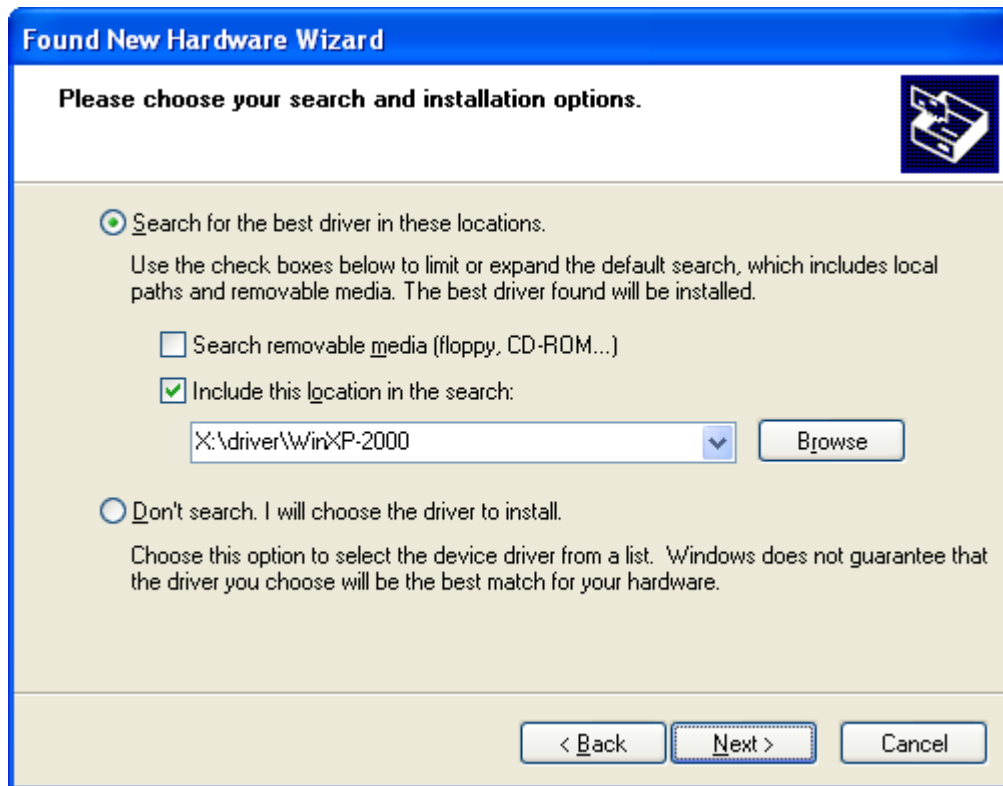 Found New Hardware Wizard
Please choose your search and installation options.
Search for the best driver in these locations.
Use the check boxes below to limit or expand the default search, which includes local
paths and removable media. The best driver found will be installed.
Search removable media (floppy, CD-ROM...)
Include this location in the search:
X:\driver\WinXP-2000
Browse
Don't search. I will choose the driver to install.
Choose this option to select the device driver from a list. Windows does not guarantee that
the driver you choose will be the best match for your hardware.
< Back
Next >
Cancel